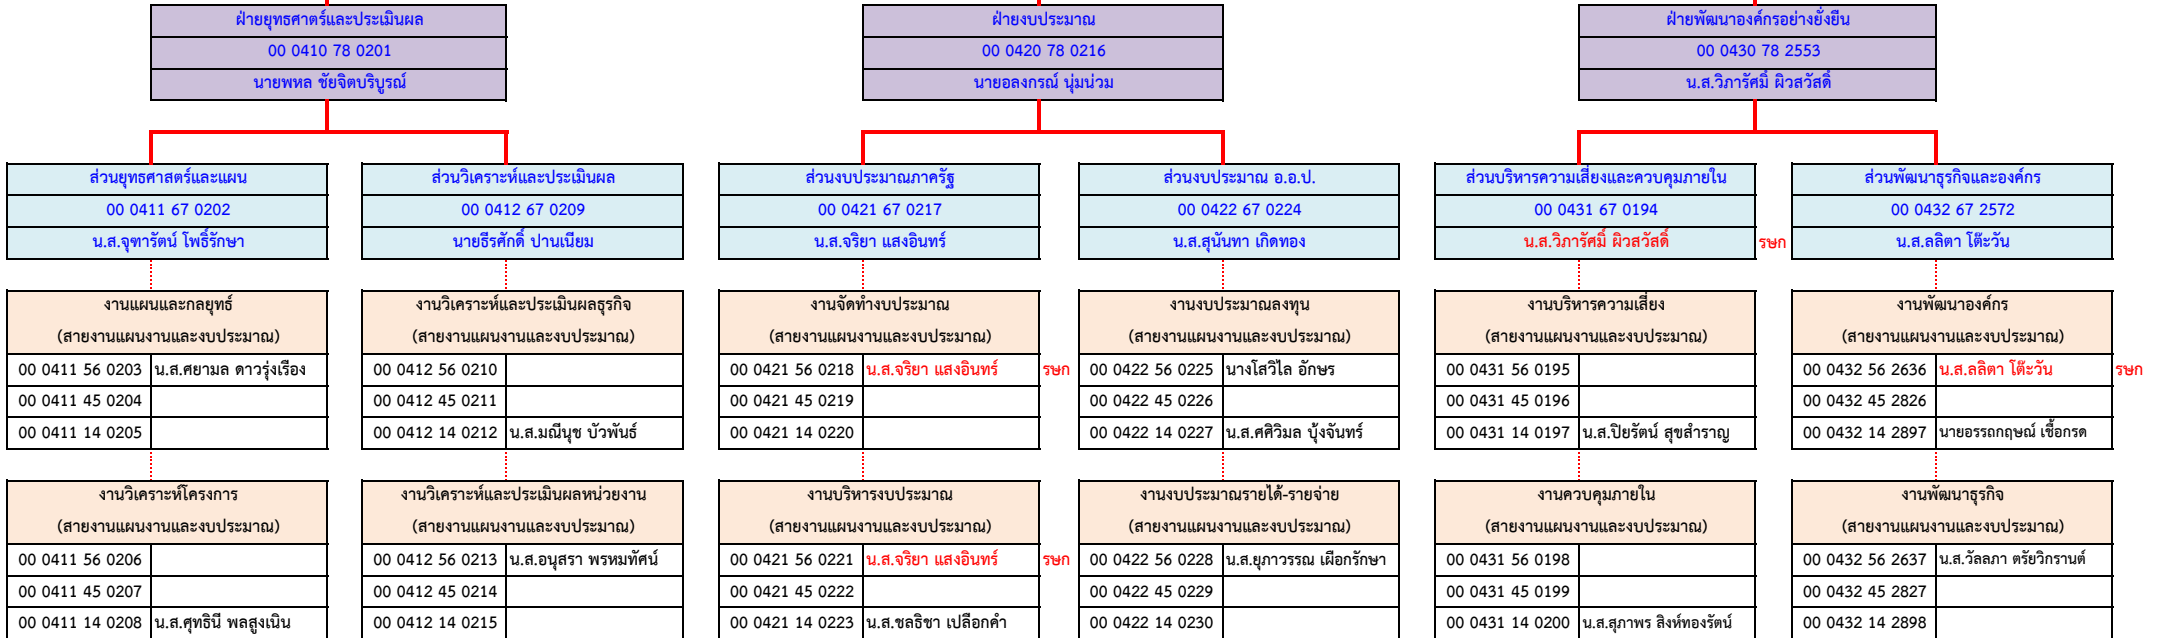 ฝ่ายยุทธศาตร์และประเมินผล
00 0410 78 0201
นายพหล ชัยจิตบริบูรณ์
ฝ่ายงบประมาณ
00 0420 78 0216
นายอลงกรณ์ นุ่มน่วม
ฝ่ายพัฒนาองค์กรอย่างยั่งยืน
00 0430 78 2553
น.ส.วิภารัศมิ์ ผิวสวัสดิ์
ส่วนยุทธศาสตร์และแผน
00 0411 67 0202
น.ส.จุฑารัตน์ โพธิ์รักษา
ส่วนวิเคราะห์และประเมินผล
00 0412 67 0209
นายธีรศักดิ์ ปานเนียม
ส่วนงบประมาณภาครัฐ
00 0421 67 0217
น.ส.จริยา แสงอินทร์
ส่วนงบประมาณ อ.อ.ป.
00 0422 67 0224
น.ส.สุนันทา เกิดทอง
ส่วนบริหารความเสี่ยงและควบคุมภายใน
00 0431 67 0194
น.ส.วิภารัศมิ์ ผิวสวัสดิ์ รษก
ส่วนพัฒนาธุรกิจและองค์กร
00 0432 67 2572
น.ส.ลลิตา โต๊ะวัน
งานแผนและกลยุทธ์
(สายงานแผนงานและงบประมาณ)
00 0411 56 0203 น.ส.ศยามล ดาวรุ่งเรือง
00 0411 45 0204
00 0411 14 0205
งานวิเคราะห์และประเมินผลธุรกิจ
(สายงานแผนงานและงบประมาณ)
00 0412 56 0210
00 0412 45 0211
00 0412 14 0212 น.ส.มณีนุช บัวพันธ์
งานจัดทำงบประมาณ
(สายงานแผนงานและงบประมาณ)
00 0421 56 0218 น.ส.จริยา แสงอินทร์ รษก
00 0421 45 0219
00 0421 14 0220
งานงบประมาณลงทุน
(สายงานแผนงานและงบประมาณ)
00 0422 56 0225 นางโสวิไล อักษร
00 0422 45 0226
00 0422 14 0227 น.ส.ศศิวิมล บุ้งจันทร์
งานบริหารความเสี่ยง
(สายงานแผนงานและงบประมาณ)
00 0431 56 0195
00 0431 45 0196
00 0431 14 0197 น.ส.ปิยรัตน์ สุขสำราญ
งานพัฒนาองค์กร
(สายงานแผนงานและงบประมาณ)
00 0432 56 2636 น.ส.ลลิตา โต๊ะวัน รษก
00 0432 45 2826
00 0432 14 2897 นายอรรถกฤษณ์ เชื้อกรด
งานวิเคราะห์โครงการ
(สายงานแผนงานและงบประมาณ)
00 0411 56 0206
00 0411 45 0207
00 0411 14 0208 น.ส.ศุทธินี พลสูงเนิน
งานวิเคราะห์และประเมินผลหน่วยงาน
(สายงานแผนงานและงบประมาณ)
00 0412 56 0213 น.ส.อนุสรา พรหมทัศน์
00 0412 45 0214
00 0412 14 0215
งานบริหารงบประมาณ
(สายงานแผนงานและงบประมาณ)
00 0421 56 0221 น.ส.จริยา แสงอินทร์ รษก
00 0421 45 0222
00 0421 14 0223 น.ส.ชลธิชา เปลือกคำ
งานงบประมาณรายได้-รายจ่าย
(สายงานแผนงานและงบประมาณ)
00 0422 56 0228 น.ส.ยุภาวรรณ เผือกรักษา
00 0422 45 0229
00 0422 14 0230
งานควบคุมภายใน
(สายงานแผนงานและงบประมาณ)
00 0431 56 0198
00 0431 45 0199
00 0431 14 0200 น.ส.สุภาพร สิงห์ทองรัตน์
งานพัฒนาธุรกิจ
(สายงานแผนงานและงบประมาณ)
00 0432 56 2637 น.ส.วัลลภา ตรัยวิกรานต์
00 0432 45 2827
00 0432 14 2898